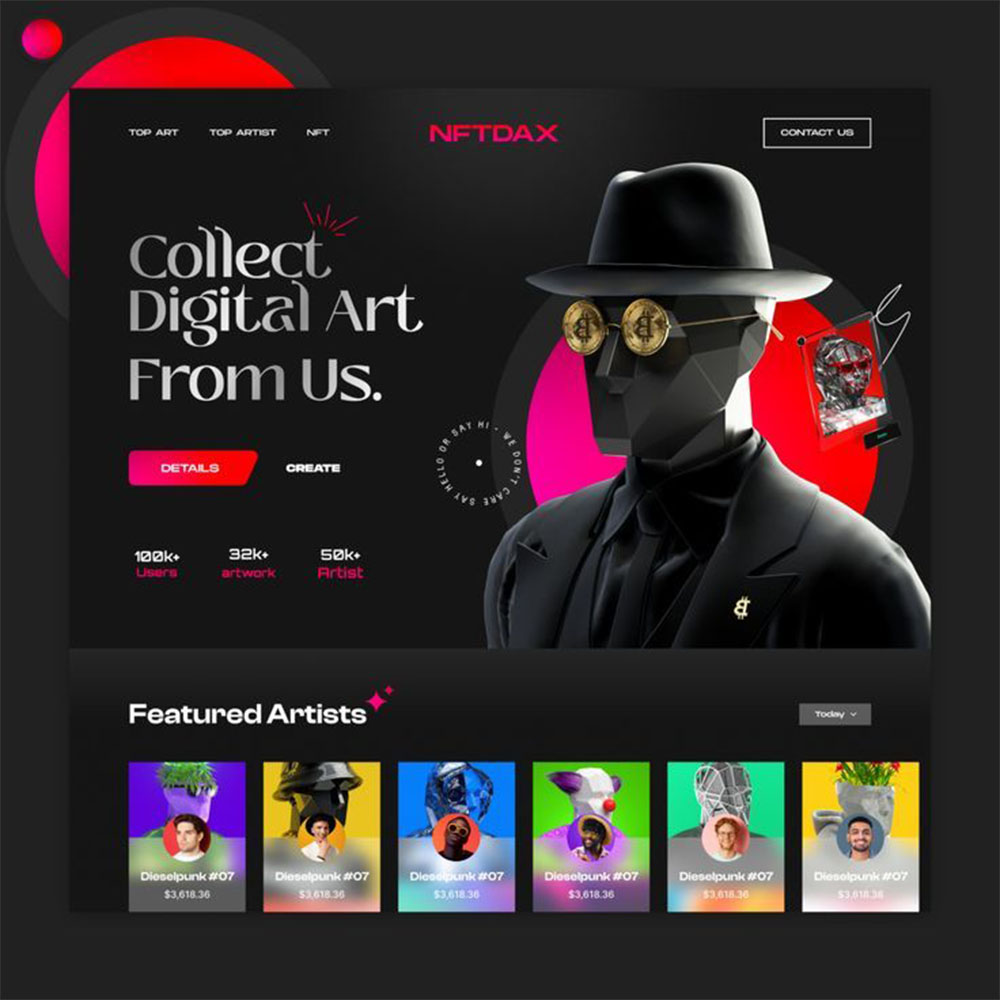 TOP ART
TOP ARTIST
NFT
NFTDAX
CONTACT US
Collect
Digital Art
From Us.
DETAILS
CREATE
SAY HELLO OR SAY HI - WE DON'T CARE
100k+
Users
32k+
artwork
50k+
Artist
Featured Artists
Today
Dieselpunk #07
$3,618.36
Dieselpunk #07
$3,618.36
Dieselpunk #07
$3,618.36
Dieselpunk #07
$3,618.36
Dieselpunk #07
$3,618.36
Dieselpunk #07
$3,618.36